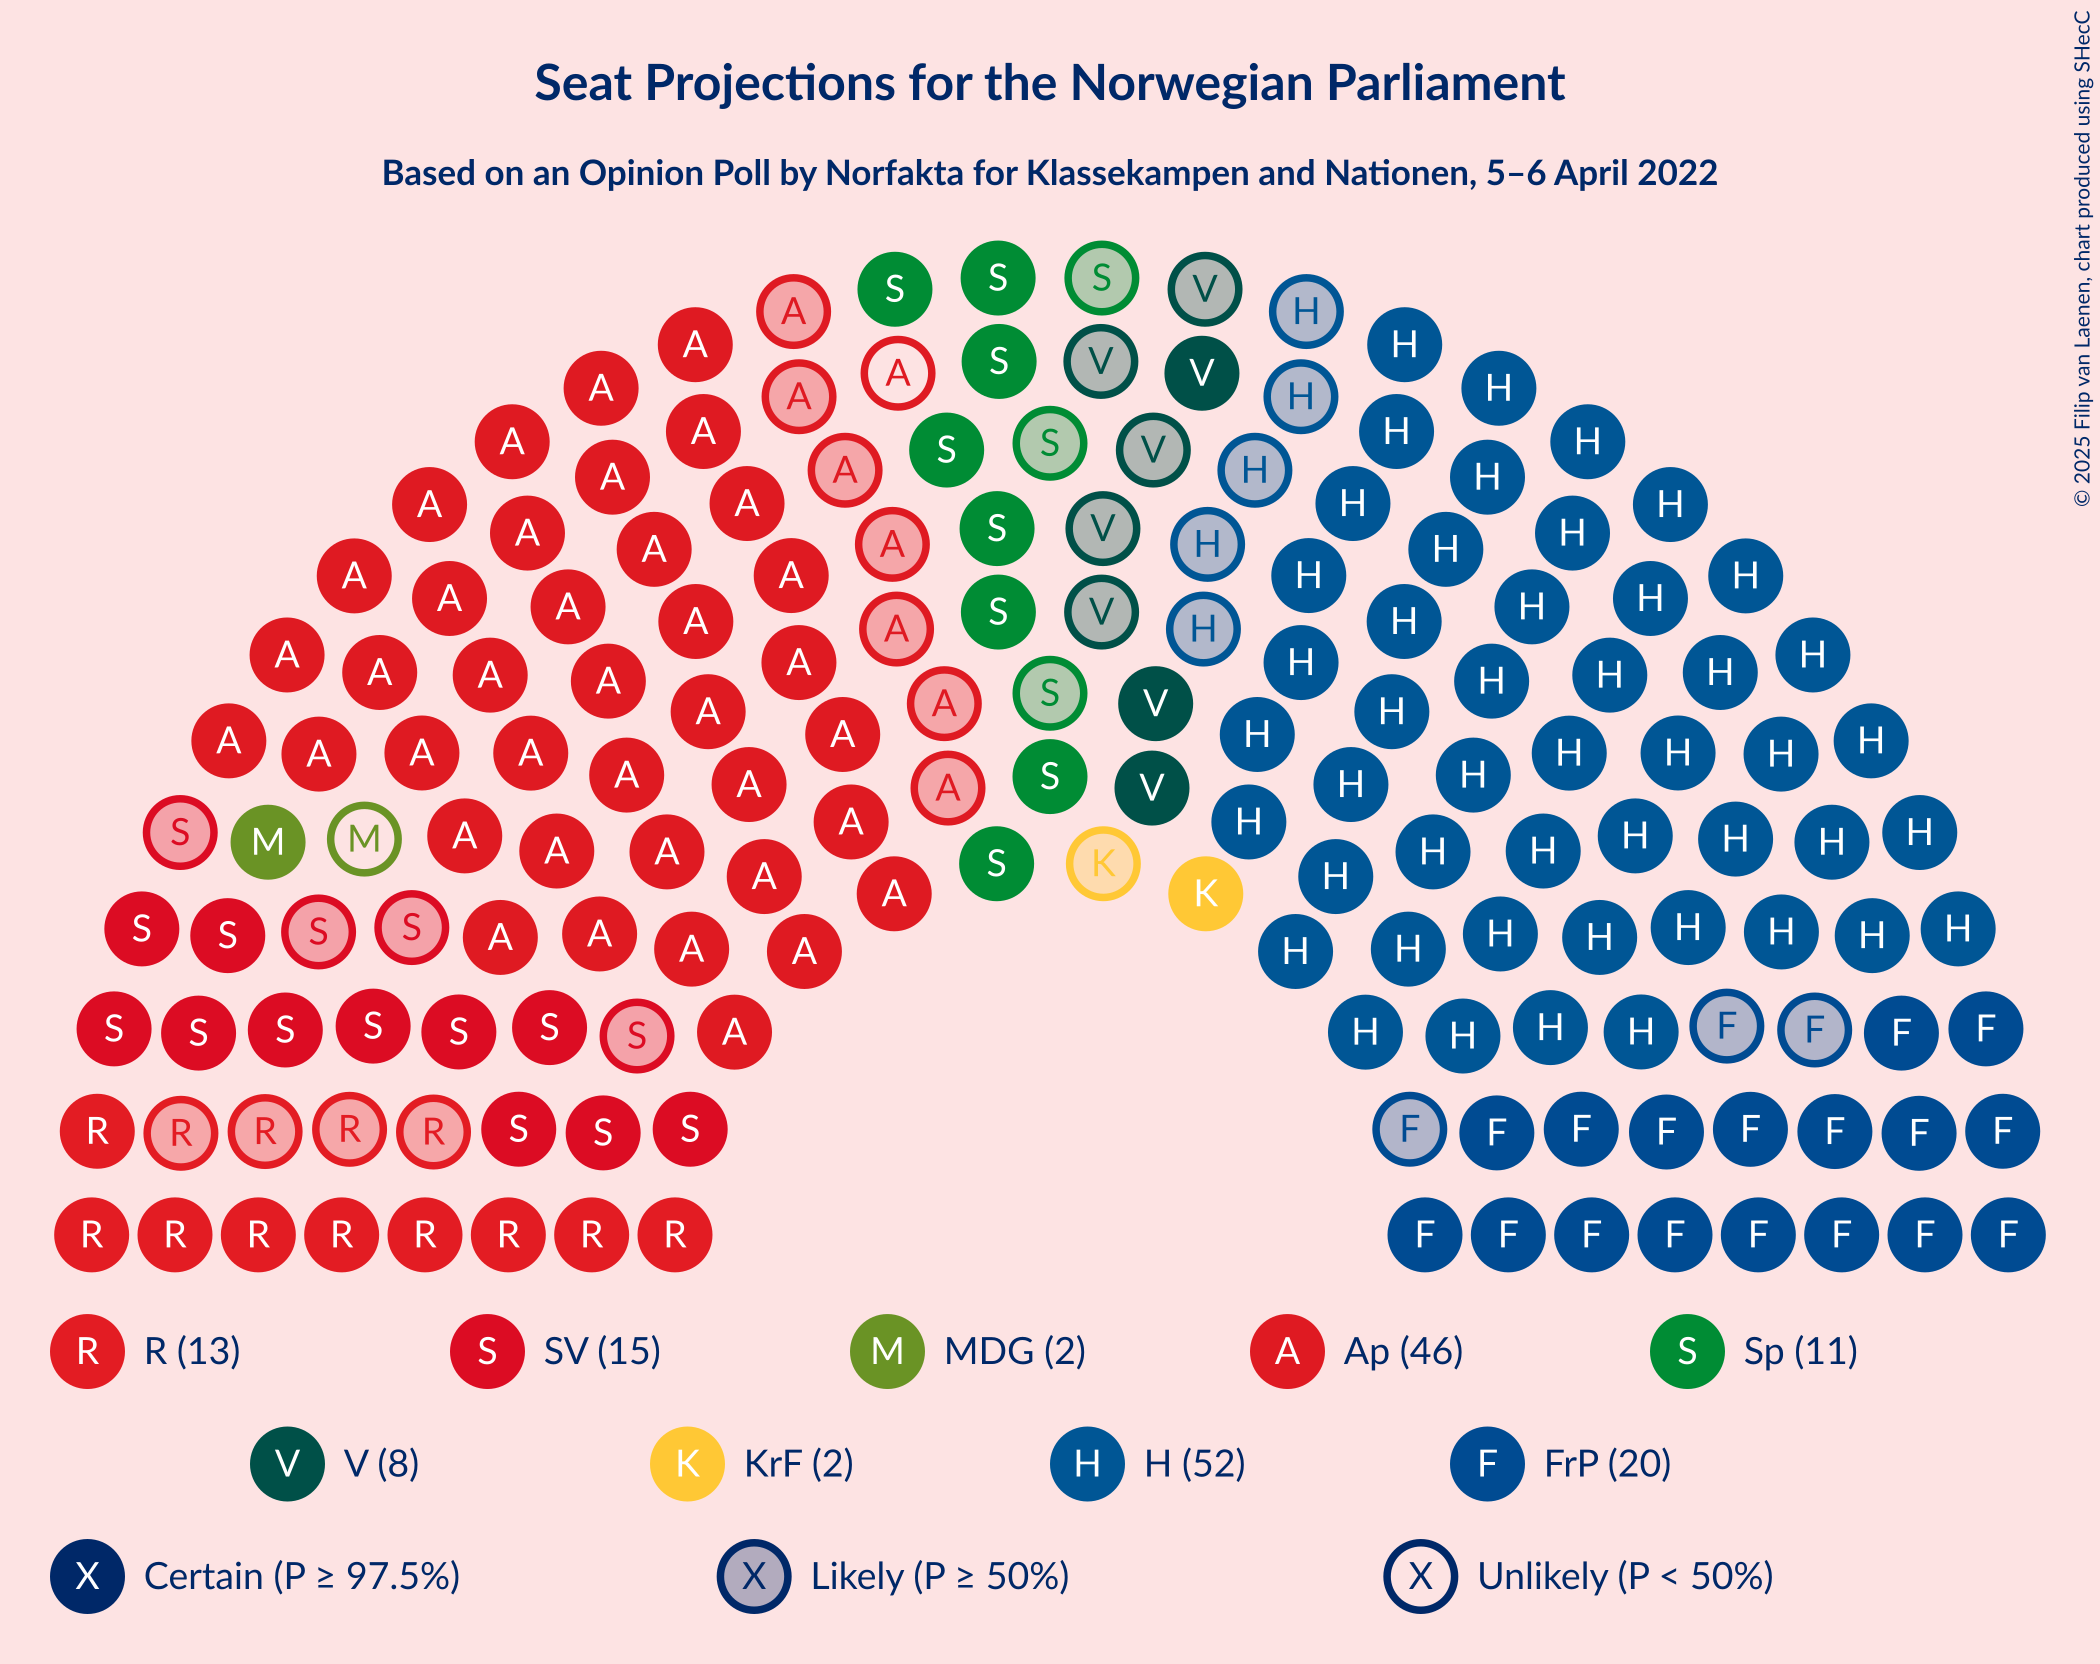 Seat Projections for the Norwegian Parliament
Based on an Opinion Poll by Norfakta for Klassekampen and Nationen, 5–6 April 2022
© 2025 Filip van Laenen, chart produced using SHecC
S S S V
A H
A H
A A S V V H
A H
A A H H
A S S V H
A A H H
A A S V H H
A A A H H H
A A A S V H H H
A A A H H H
A A A A S V H H H H
A A A A H H H H
A A A A A S V H H H H H
S M M A A A A A A S K K H H H H H H H H
S S S S A A A A H H H H H H H H
S S S S S S S A H H H H F F F F
R R R R R S S S F F F F F F F F
R R R R R R R R F F F F F F F F
R R (13) S SV (15) M MDG (2) A Ap (46) S Sp (11)
V V (8) K KrF (2) H H (52) F FrP (20)
X Certain (P ≥ 97.5%) X Likely (P ≥ 50%) X Unlikely (P < 50%)